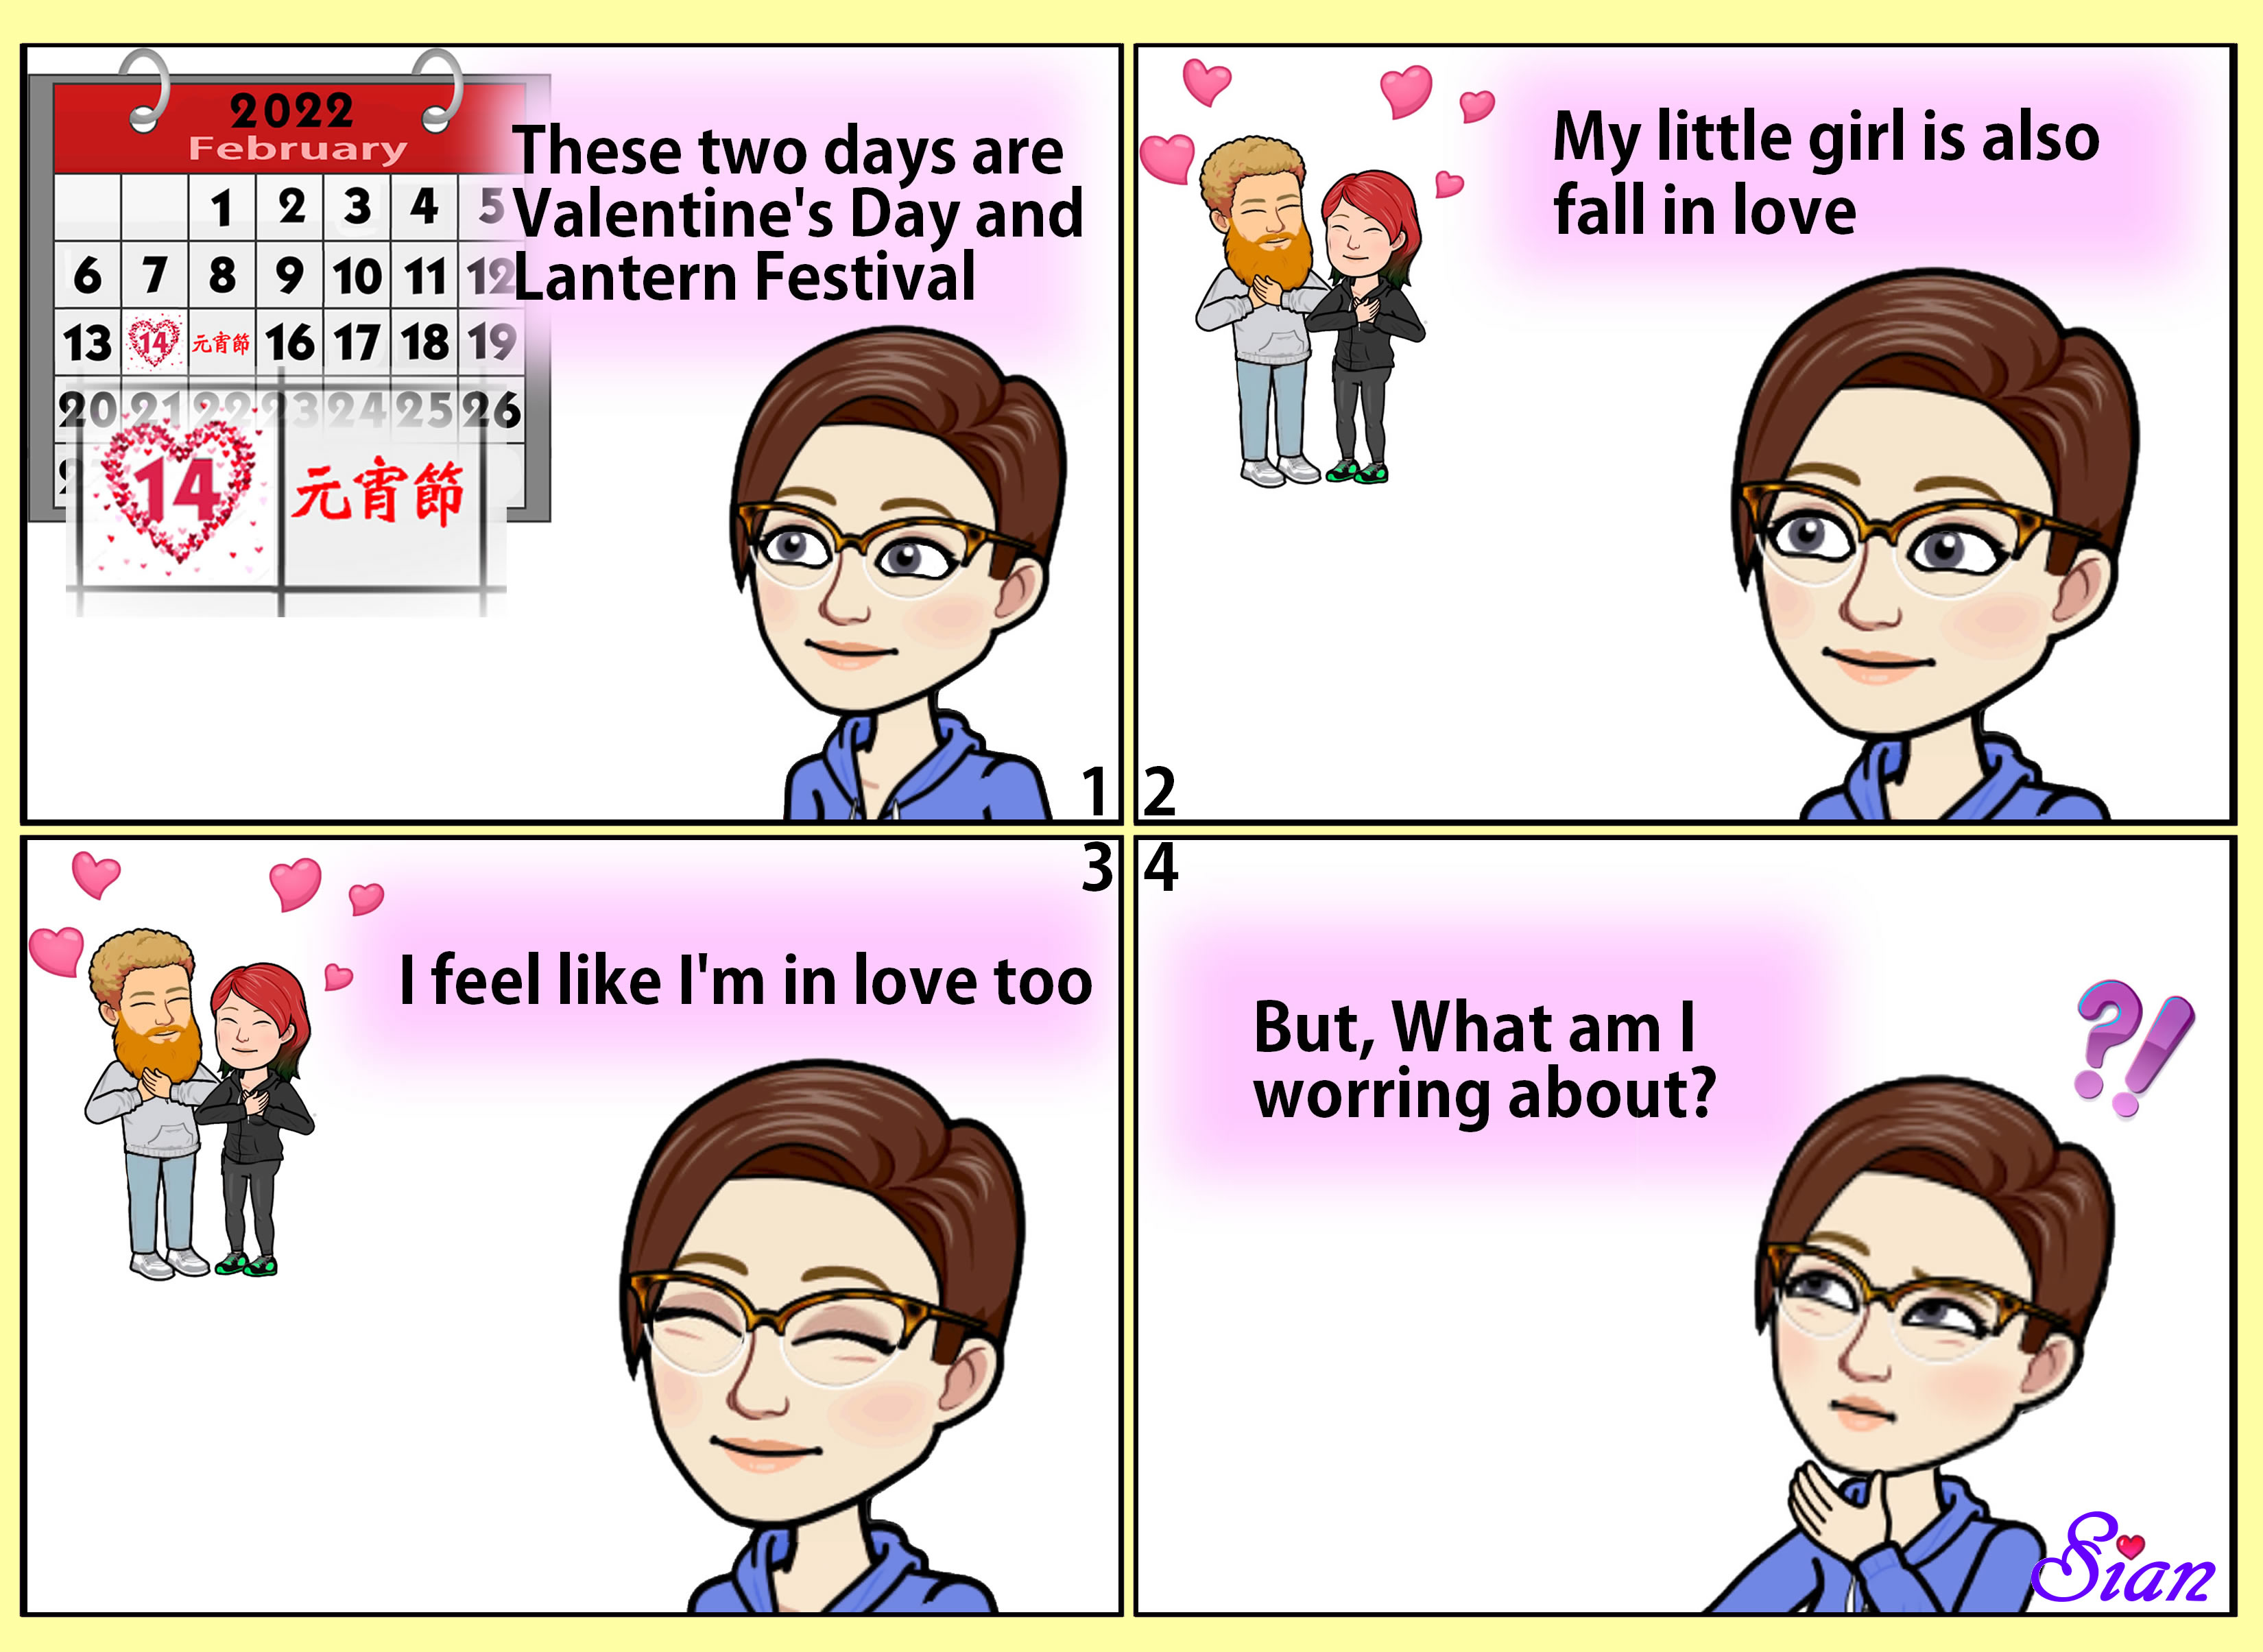 2022
February
1 2 3 4 5
6 7 8 9 10 11 12
13 14 元宵節 16 17 18 19
20 21 22 23 24 25 26
14 元宵節
These two days are
Valentine's Day and
Lantern Festival
1
2
My little girl is also
fall in love
3
I feel like I'm in love too
4
But, What am I
worring about?
Sian